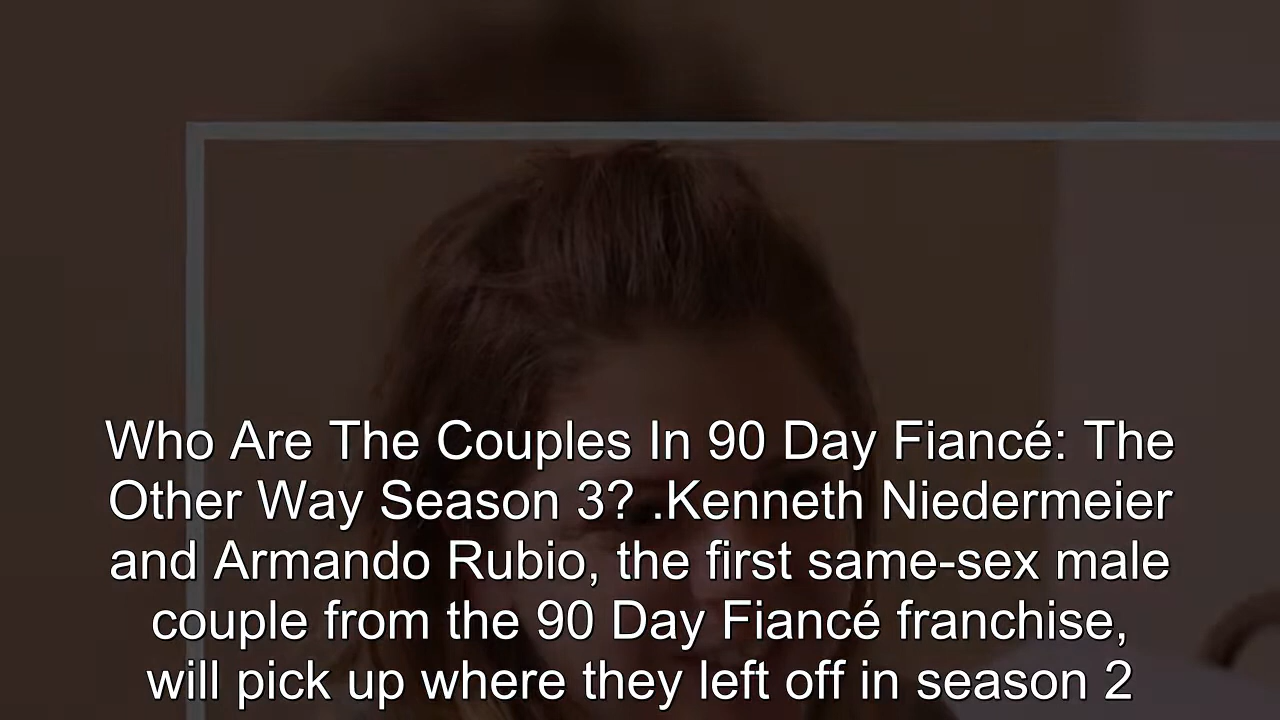 Who Are The Couples In 90 Day Fiancé: The
Other Way Season 3? .Kenneth Niedermeier
and Armando Rubio, the first same-sex male
couple from the 90 Day Fiancé franchise,
will pick up where they left off in season 2